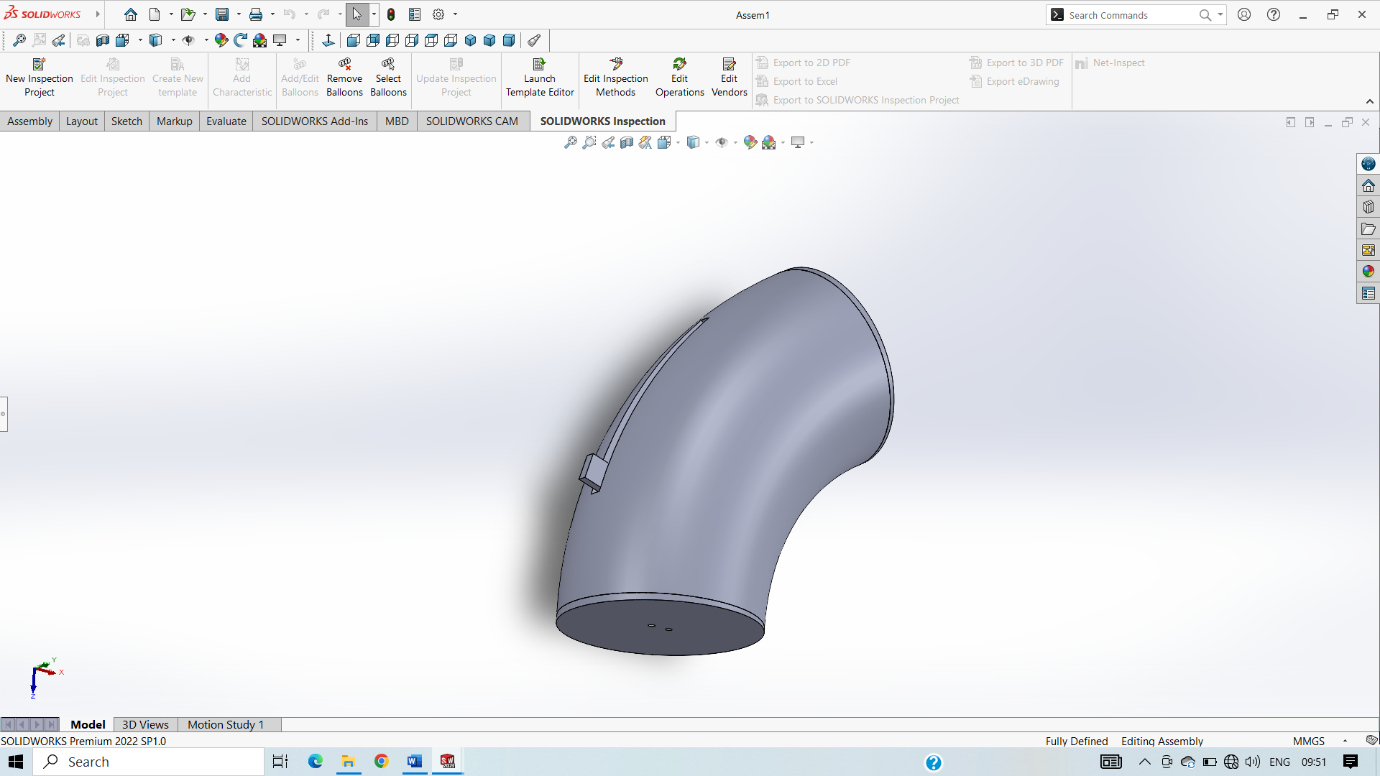 SOLIDWORKS
Assem1
Search Commands
New Inspection Project
Edit Inspection Project
Create New template
Add Characteristic
Add/Edit Balloons
Remove Balloons
Select Balloons
Update Inspection Project
Launch Template Editor
Edit Inspection Methods
Edit Operations
Edit Vendors
Export to 2D PDF
Export to Excel
Export to SOLIDWORKS Inspection Project
Export to 3D PDF
Export eDrawing
Net-Inspect
Assembly Layout Sketch Markup Evaluate SOLIDWORKS Add-Ins MBD SOLIDWORKS CAM SOLIDWORKS Inspection
Y
X
Z
Model 3D Views Motion Study 1
SOLIDWORKS Premium 2022 SP1.0
Fully Defined Editing Assembly MMGS
Search
ENG 09:51